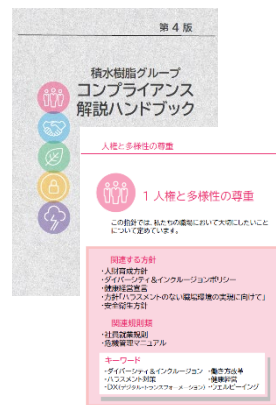 第4版
積水樹脂グループ
コンプライアンス
解説ハンドブック
人権と多様性の尊重
1 人権と多様性の尊重
この指針では、私たちの職場において大切にしたいこと
について定めています。
関連する方針
・人財育成方針
・ダイバーシティ&インクルージョンポリシー
・健康経営宣言
・方針「ハラスメントのない職場環境の実現に向けて」
・安全衛生方針
関連規則類
・社員就業規則
・危機管理マニュアル
キーワード
・ダイバーシティ&インクルージョン ・働き方改革
・ハラスメント対策 ・健康経営
・DX(デジタル・トランスフォーメーション) ・ウェルビーイング